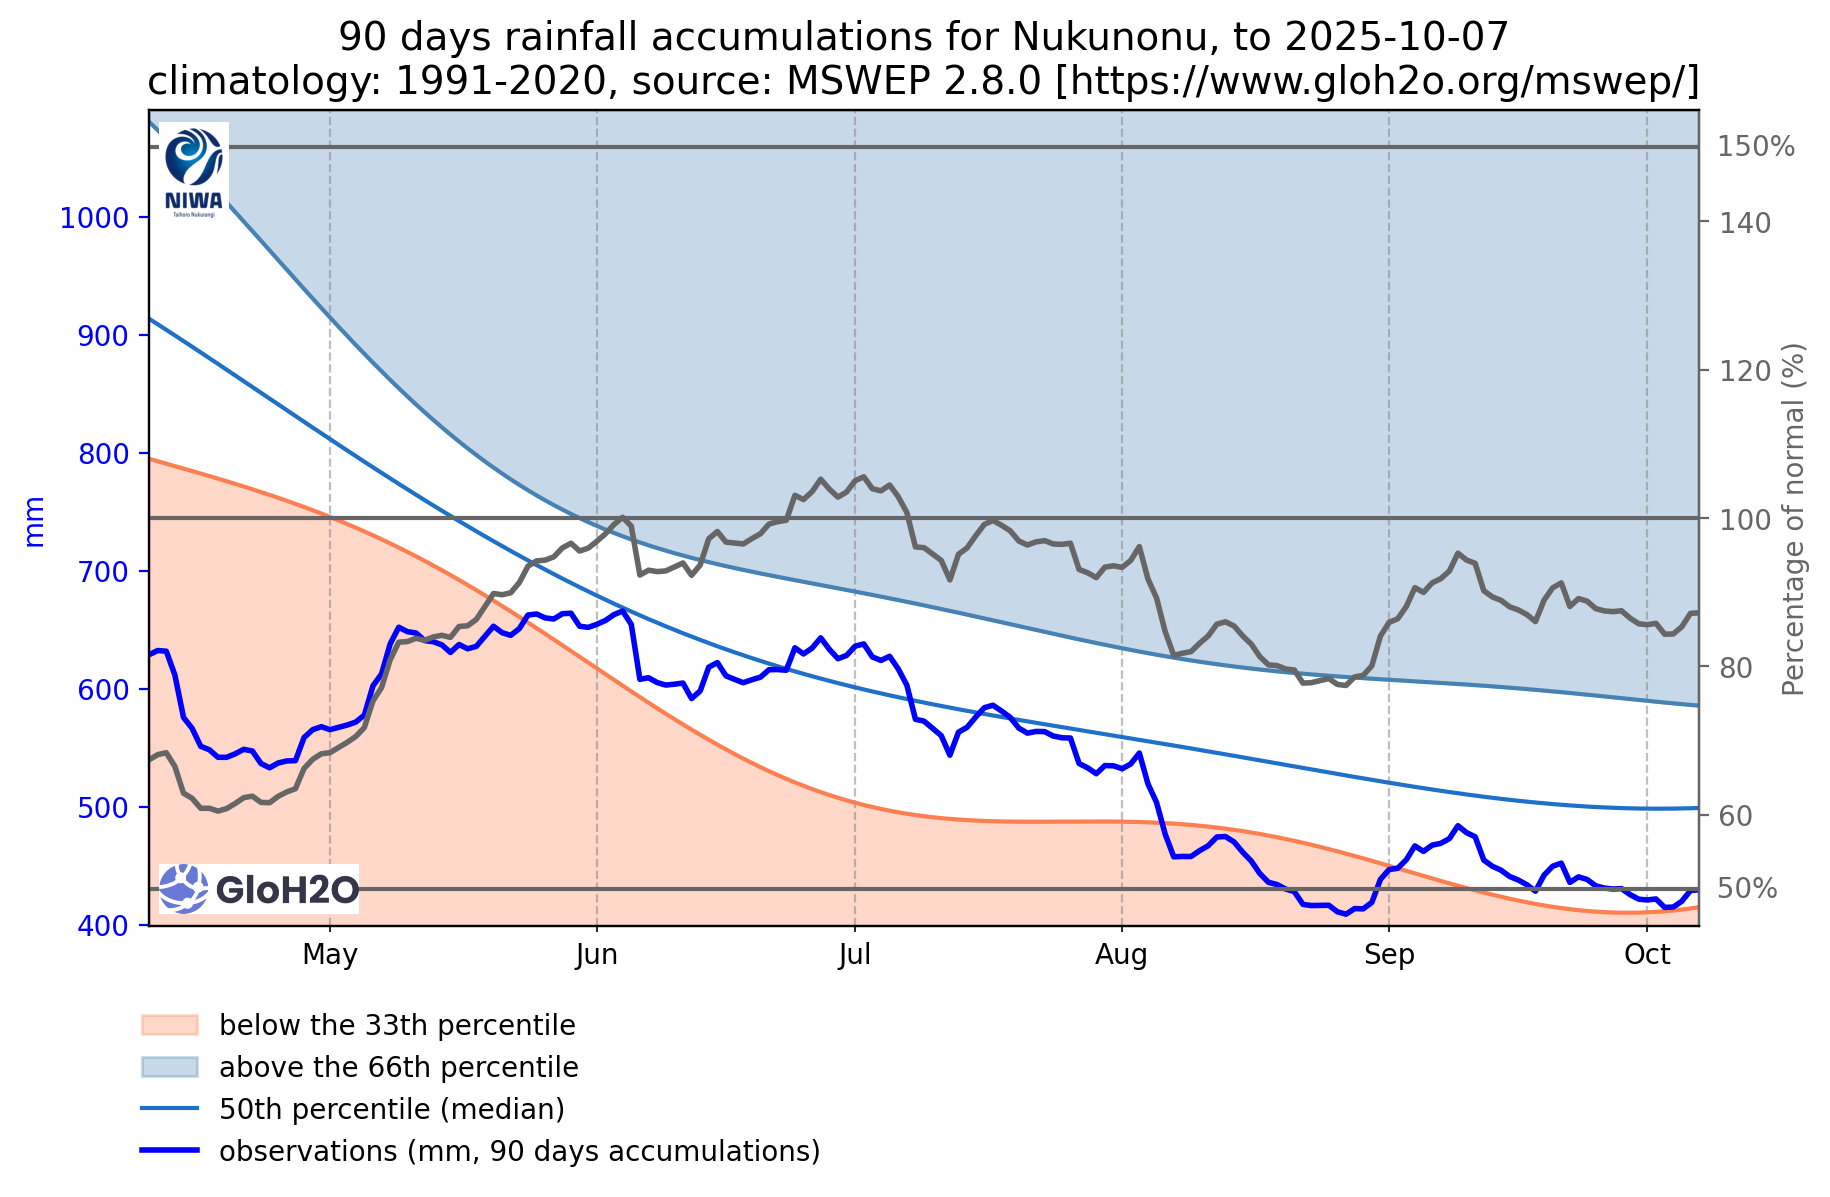 90 days rainfall accumulations for Nukunonu, to 2025-10-07
climatology: 1991-2020, source: MSWEP 2.8.0 [https://www.gloh2o.org/mswep/]
NIWA
Taihoro Nukurangi
150%
1000
140
900
120
800
mm
100
Percentage of normal (%)
700
80
600
500
60
GloH2O
50%
400
May Jun Jul Aug Sep Oct
below the 33th percentile
above the 66th percentile
50th percentile (median)
observations (mm, 90 days accumulations)